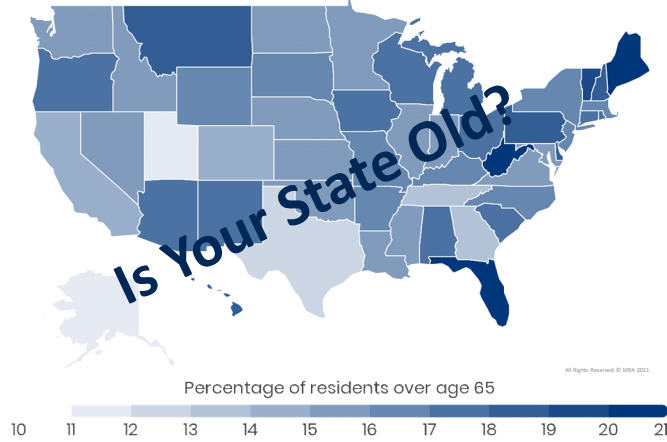 Is Your State Old?
All Rights Reserved. © MRA 2021
Percentage of residents over age 65
10 11 12 13 14 15 16 17 18 19 20 21